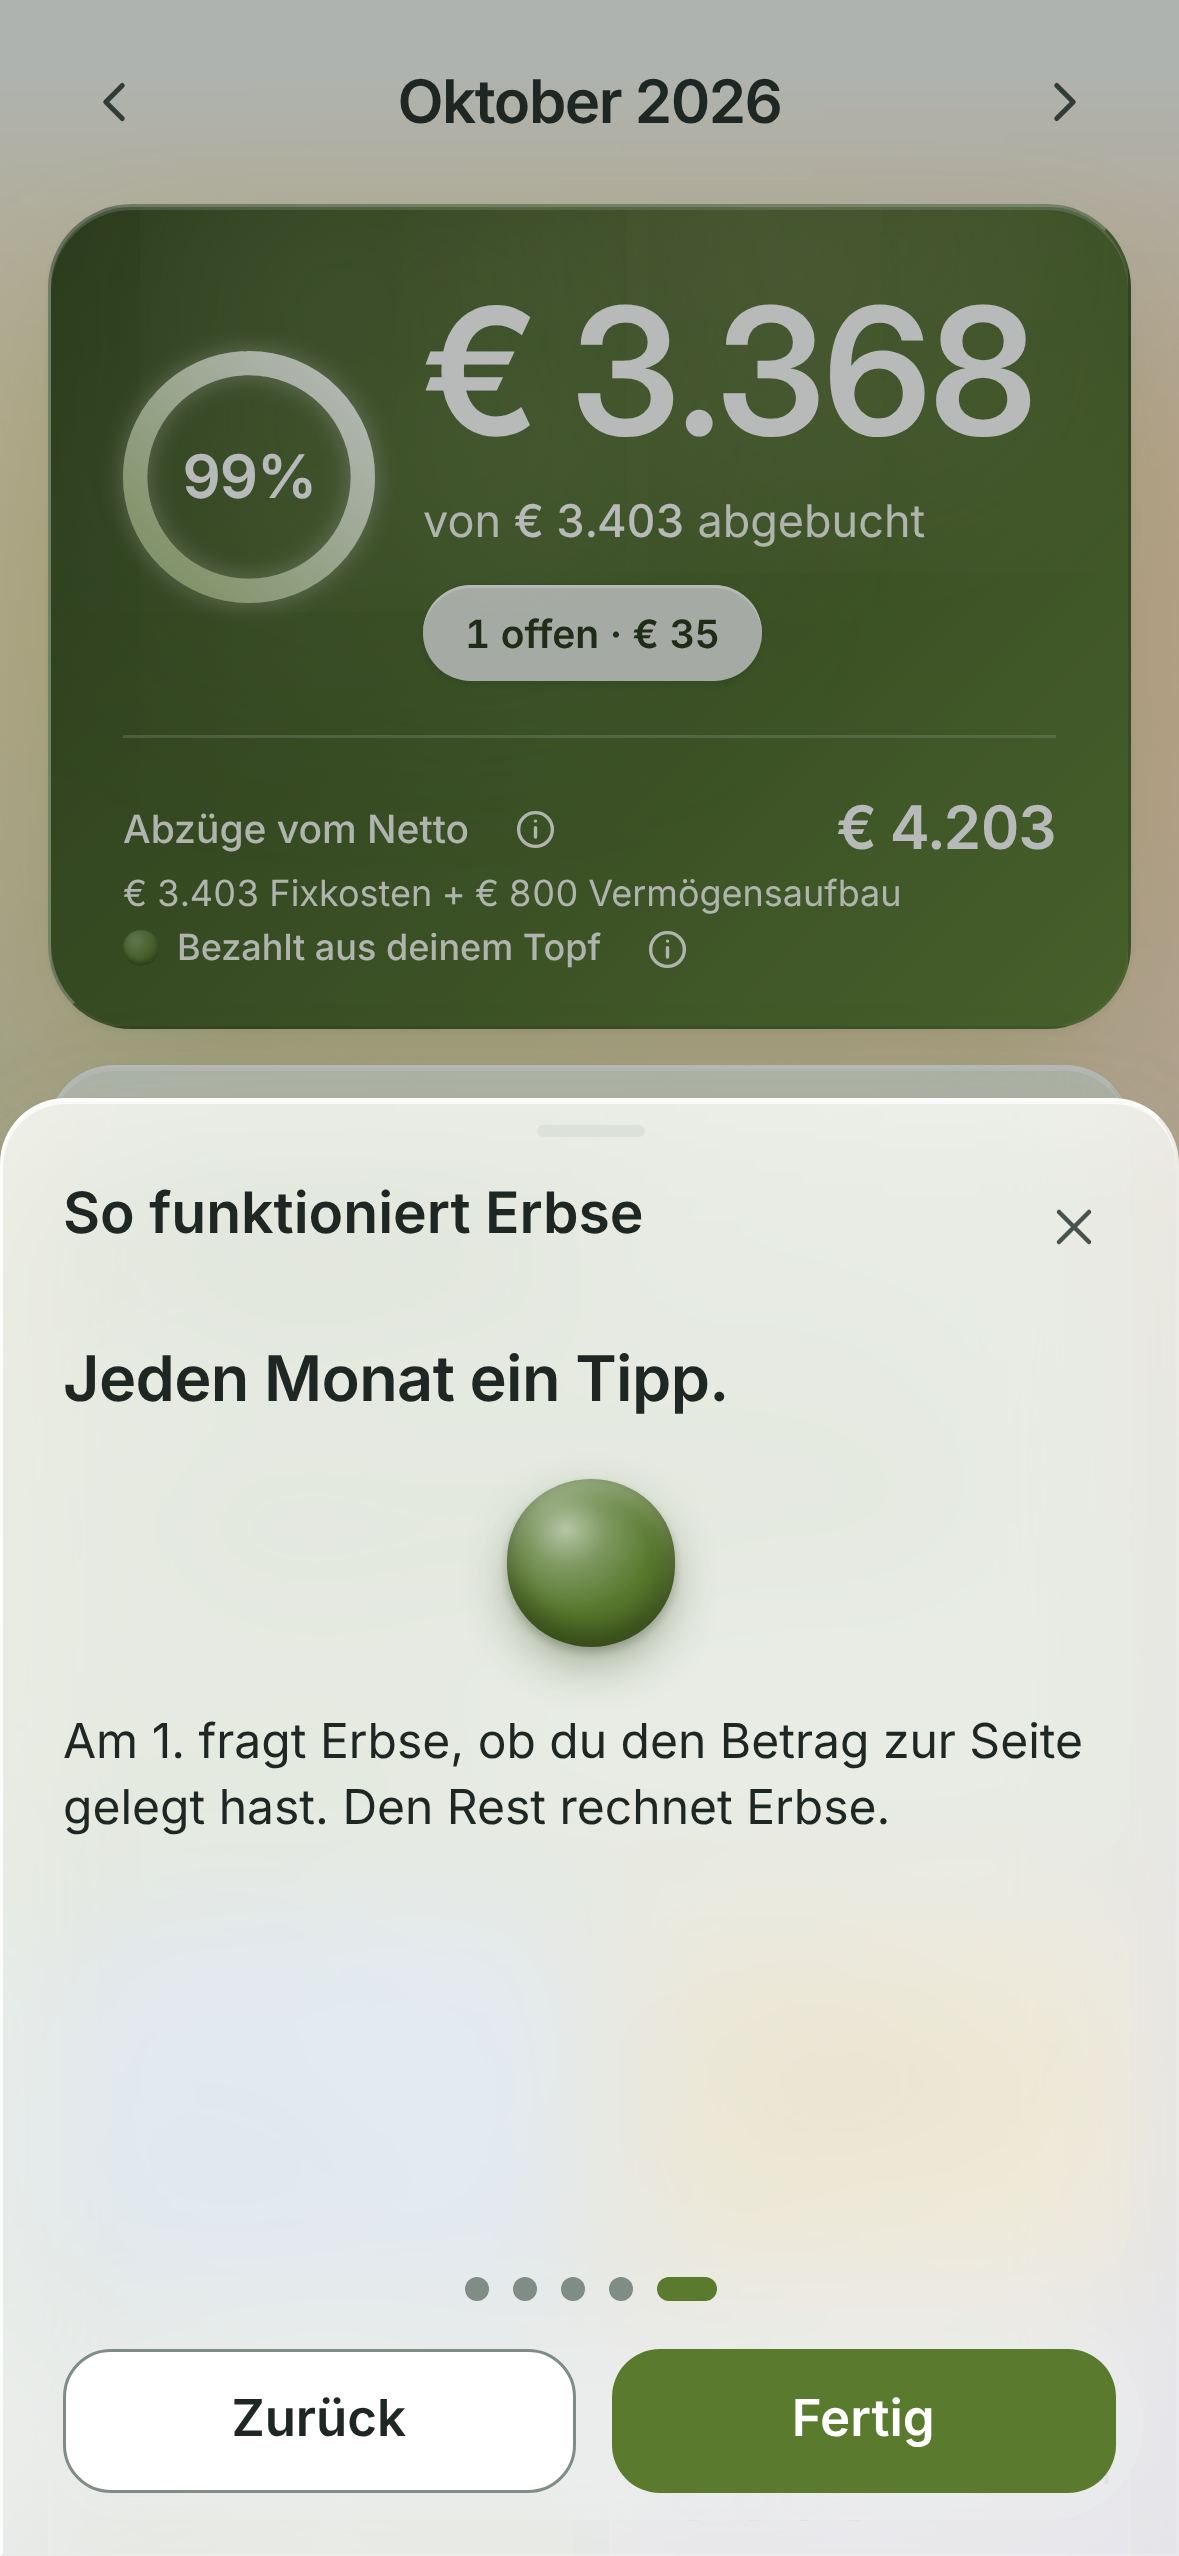 Oktober 2026
€ 3.368
99%
von € 3.403 abgebucht
1 offen · € 35
Abzüge vom Netto
€ 4.203
€ 3.403 Fixkosten + € 800 Vermögensaufbau
Bezahlt aus deinem Topf
So funktioniert Erbse
Jeden Monat ein Tipp.
Am 1. fragt Erbse, ob du den Betrag zur Seite
gelegt hast. Den Rest rechnet Erbse.
Zurück
Fertig